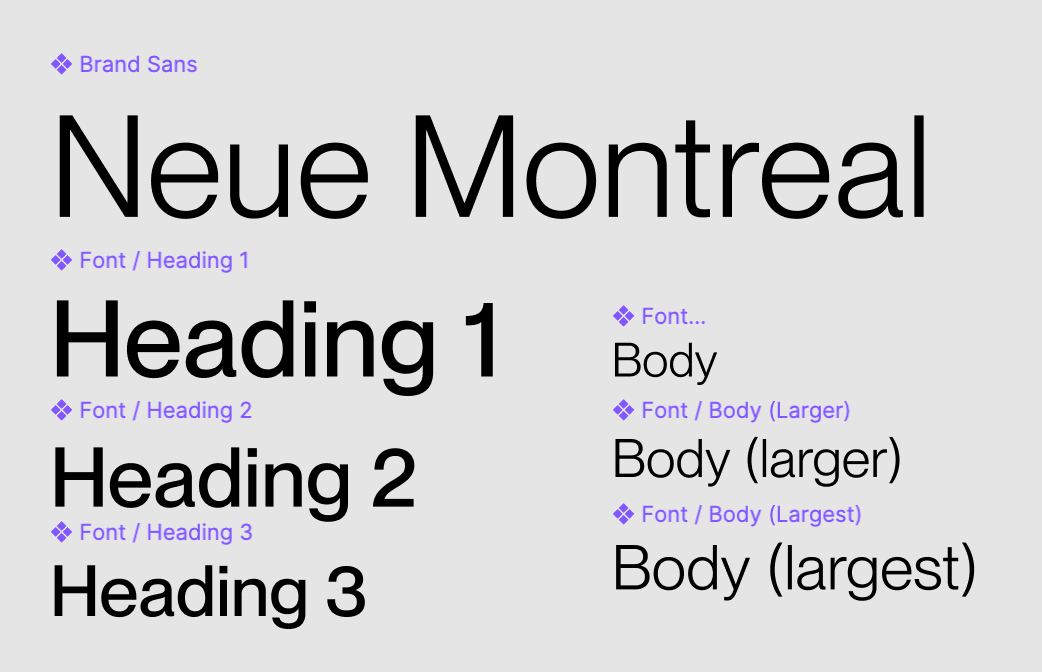 Brand Sans
Neue Montreal
Font / Heading 1
Heading 1
Font / Heading 2
Heading 2
Font / Heading 3
Heading 3
Font...
Body
Font / Body (Larger)
Body (larger)
Font / Body (Largest)
Body (largest)